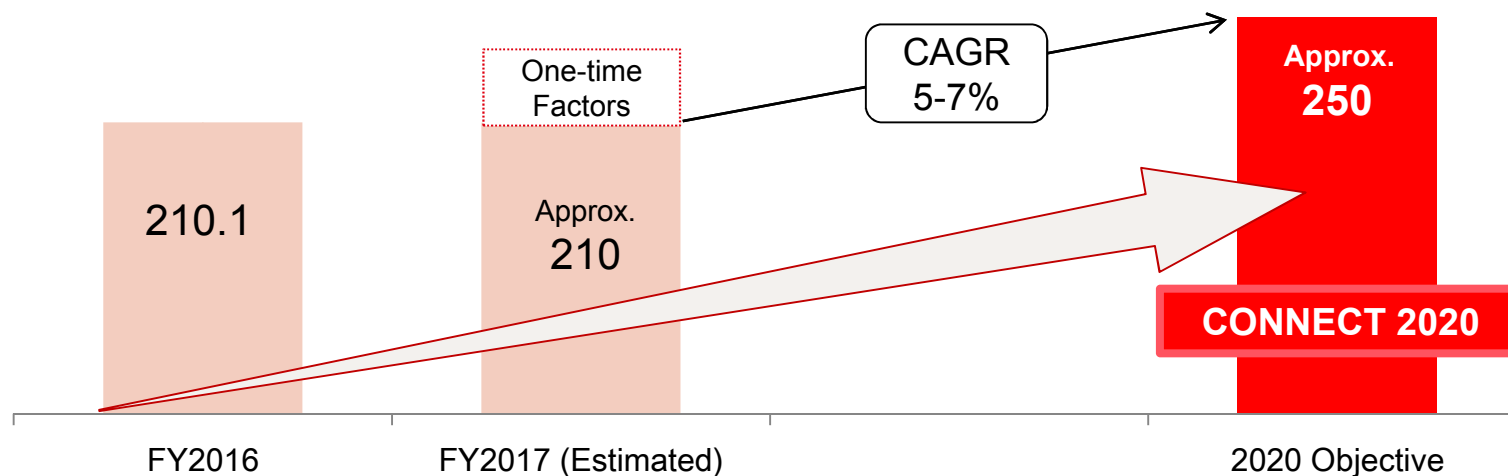 One-time
Factors
CAGR
5-7%
Approx.
250
210.1
Approx.
210
CONNECT 2020
FY2016
FY2017 (Estimated)
2020 Objective